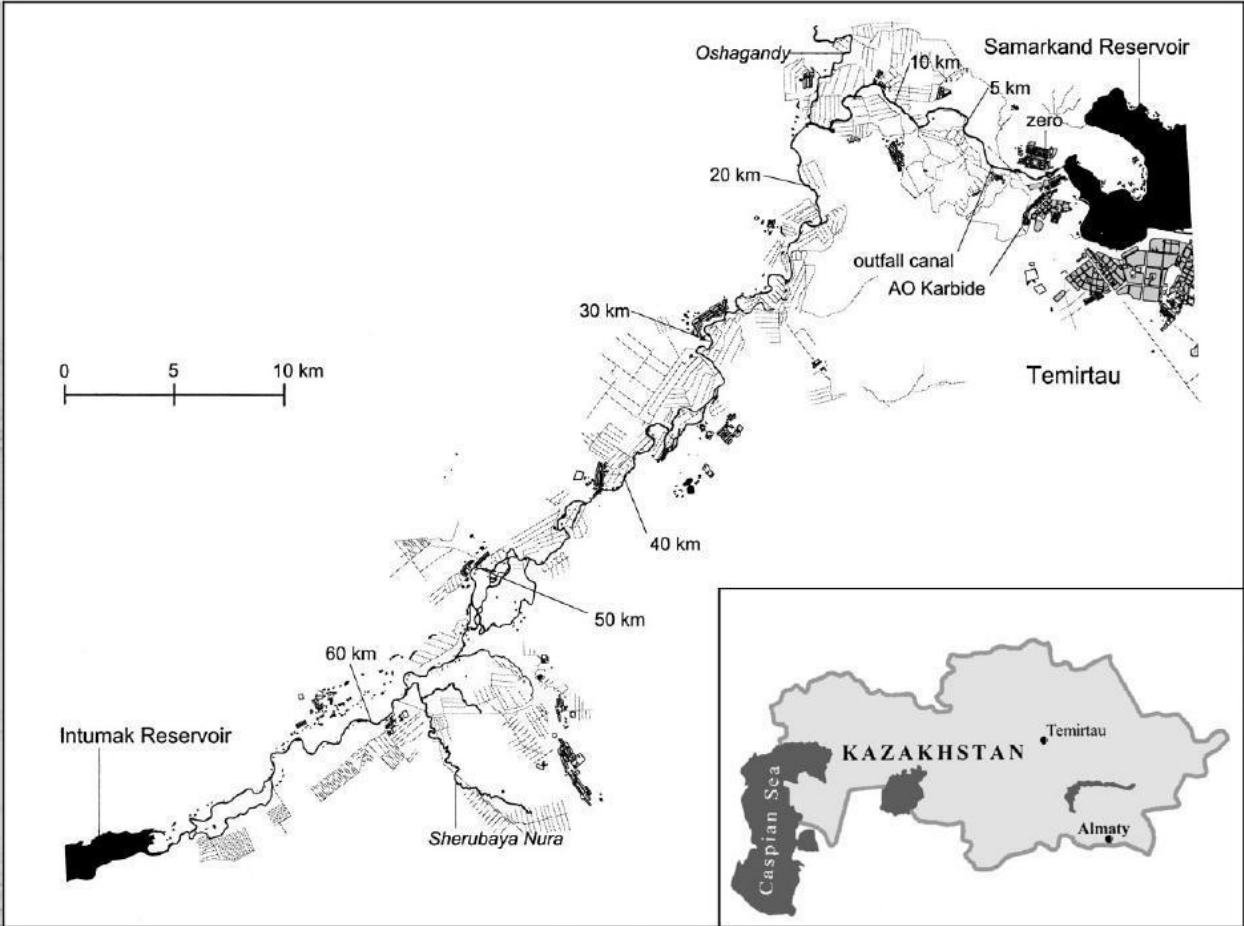 Oshagandy
Samarkand Reservoir
10 km
5 km
zero
20 km
outfall canal
AO Karbide
30 km
0 5 10 km
Temirtau
40 km
50 km
60 km
Intumak Reservoir
Sherubaya Nura
Temirtau
KAZAKHSTAN
Caspian Sea
Almaty